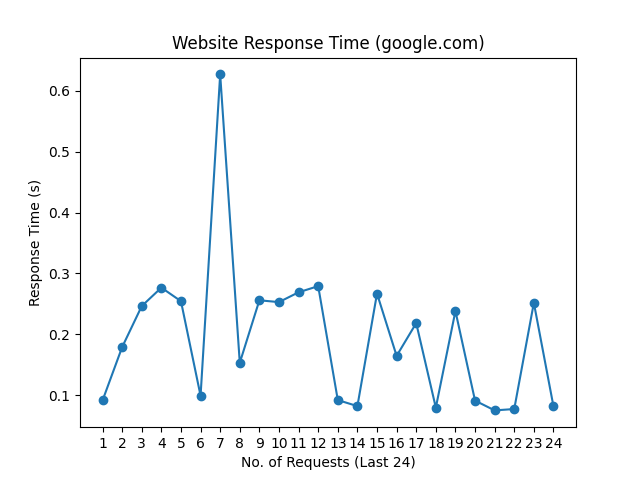 Website Response Time (google.com)
0.6
0.5
0.4
0.3
0.2
0.1
Response Time (s)
1 2 3 4 5 6 7 8 9 10 11 12 13 14 15 16 17 18 19 20 21 22 23 24
No. of Requests (Last 24)